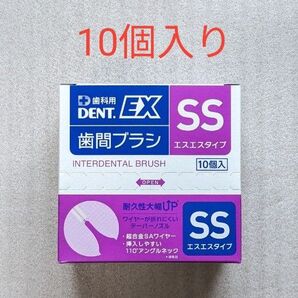 10個入り
歯科用
DENT.EX
歯間ブラシ
SS
エスエスタイプ
INTERDENTAL BRUSH
10個入
OPEN
耐久性大幅UP
ワイヤーが折れにくい
テーパーノズル
・超合金SAワイヤー
・挿入しやすい
110°アングルネック
SS
エスエスタイプ